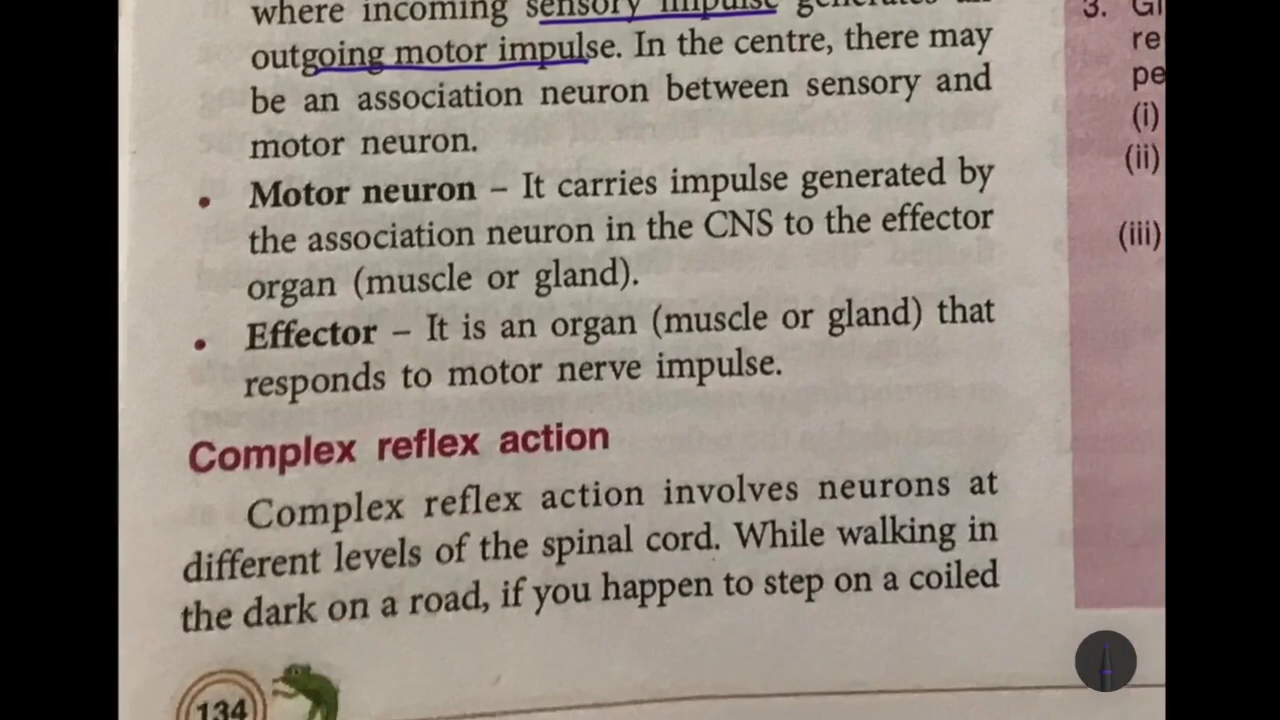 where incoming sensory impulse generates an
outgoing motor impulse. In the centre, there may
be an association neuron between sensory and
motor neuron.
• Motor neuron – It carries impulse generated by
the association neuron in the CNS to the effector
organ (muscle or gland).
• Effector – It is an organ (muscle or gland) that
responds to motor nerve impulse.
Complex reflex action
Complex reflex action involves neurons at
different levels of the spinal cord. While walking in
the dark on a road, if you happen to step on a coiled
134
3.
re
pe
(i)
(ii)
(iii)